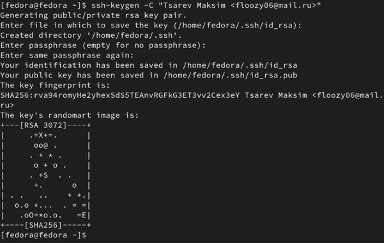 [fedora@fedora ~]$ ssh-keygen -C "Tsarev Maksim <floozy06@mail.ru>"
Generating public/private rsa key pair.
Enter file in which to save the key (/home/fedora/.ssh/id_rsa):
Created directory '/home/fedora/.ssh'.
Enter passphrase (empty for no passphrase):
Enter same passphrase again:
Your identification has been saved in /home/fedora/.ssh/id_rsa
Your public key has been saved in /home/fedora/.ssh/id_rsa.pub
The key fingerprint is:
SHA256:rva94romyHe2yhexSdS5TEAnvRGFkG3ET3vv2Cex3eY Tsarev Maksim <floozy06@mail.
ru>
The key's randomart image is:
+---[RSA 3072]----+
|     .=X+=.      |
|      oo@ .      |
|     . + * .     |
|      o + o .    |
|     . +S  . .   |
|      +.       o  |
| . .   ..     + +.|
|  o.o *... . = =|
|   .oO=*o.o.   =E|
+----[SHA256]-----+
[fedora@fedora ~]$